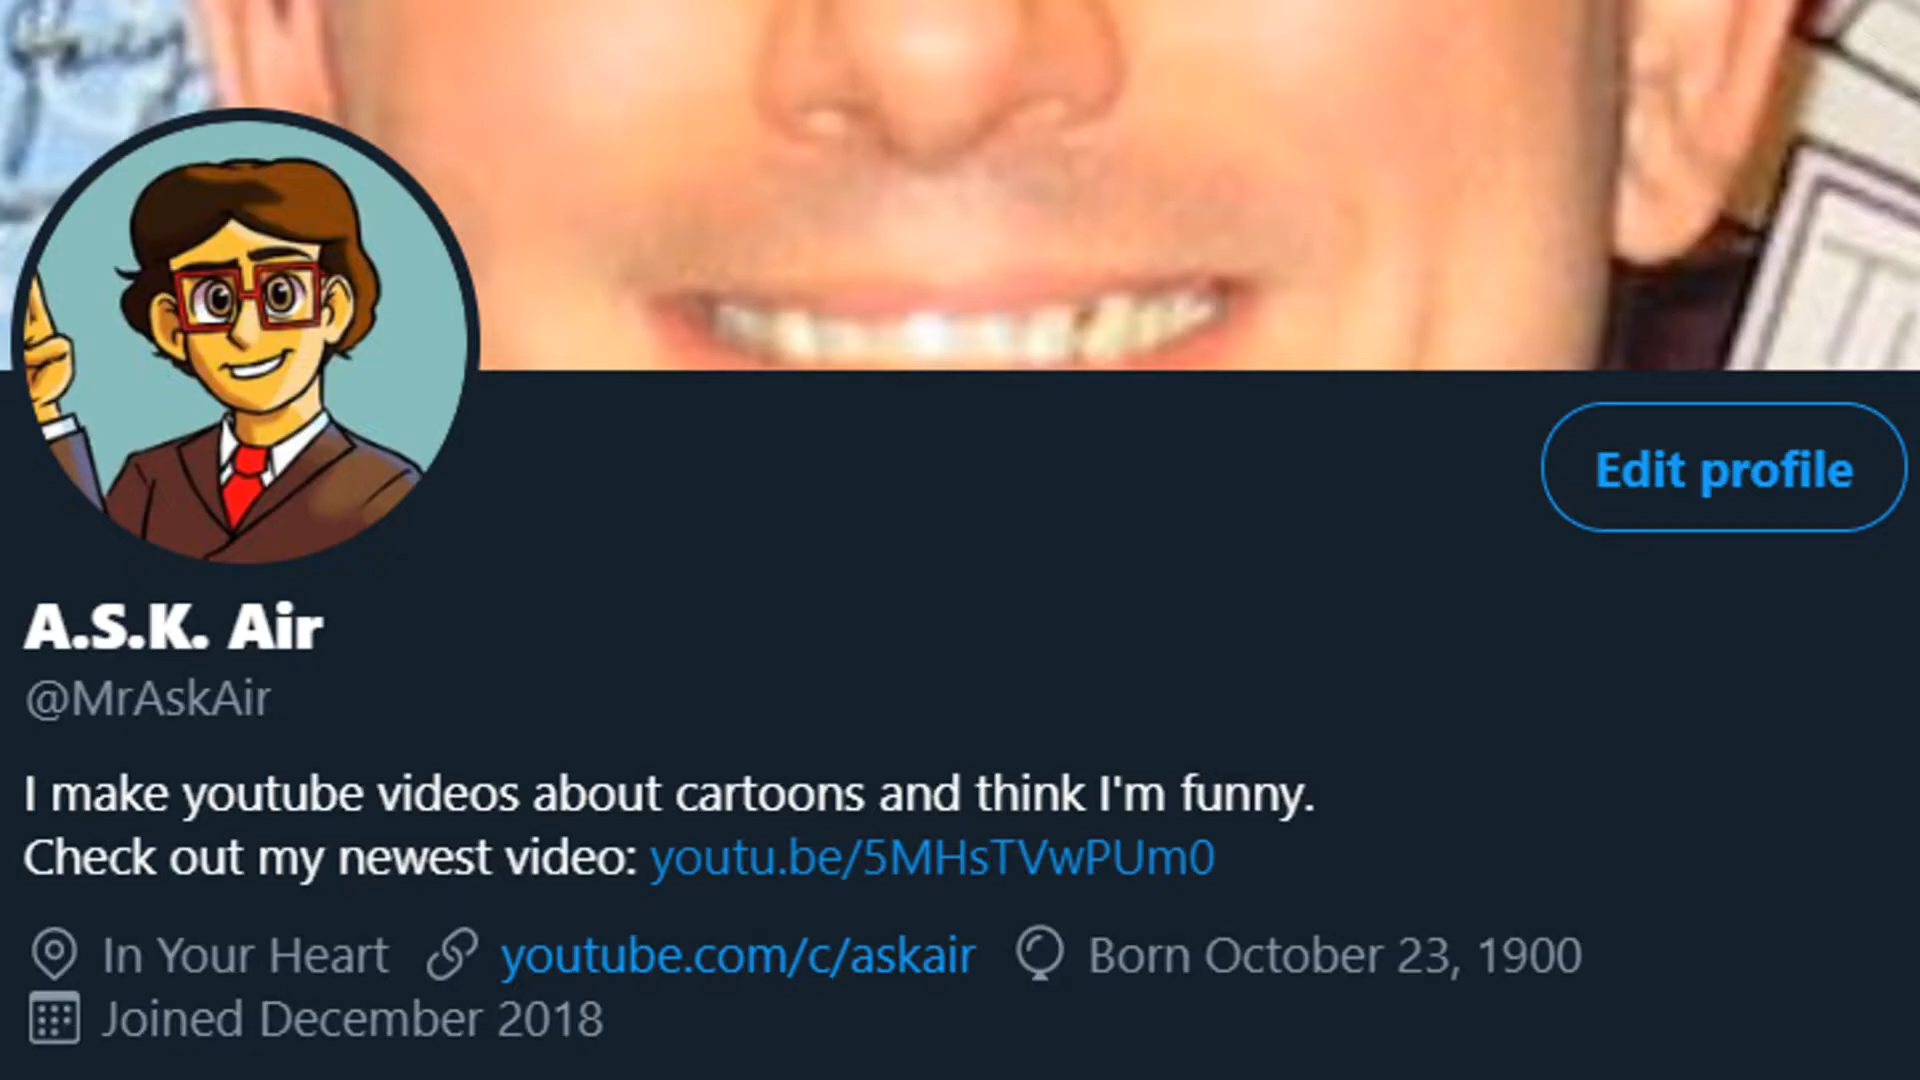 Edit profile
A.S.K. Air
@MrAskAir
I make youtube videos about cartoons and think I'm funny.
Check out my newest video: youtu.be/5MHsTVwPUm0
In Your Heart youtube.com/c/askair Born October 23, 1900
Joined December 2018